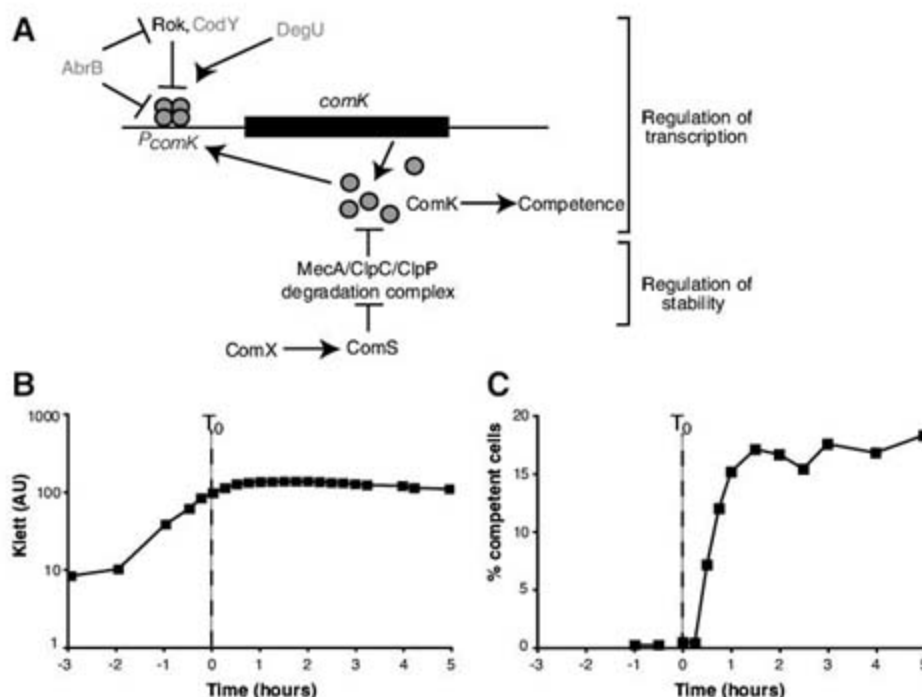 A
Rok, CodY
DegU
AbrB
comK
PcomK
Regulation of
transcription
ComK
Competence
MecA/ClpC/ClpP
degradation complex
Regulation of
stability
ComX
ComS
B
T0
1000
100
10
1
Klett (AU)
-3 -2 -1 0 1 2 3 4 5
Time (hours)
C
T0
20
15
10
5
0
% competent cells
-3 -2 -1 0 1 2 3 4 5
Time (hours)